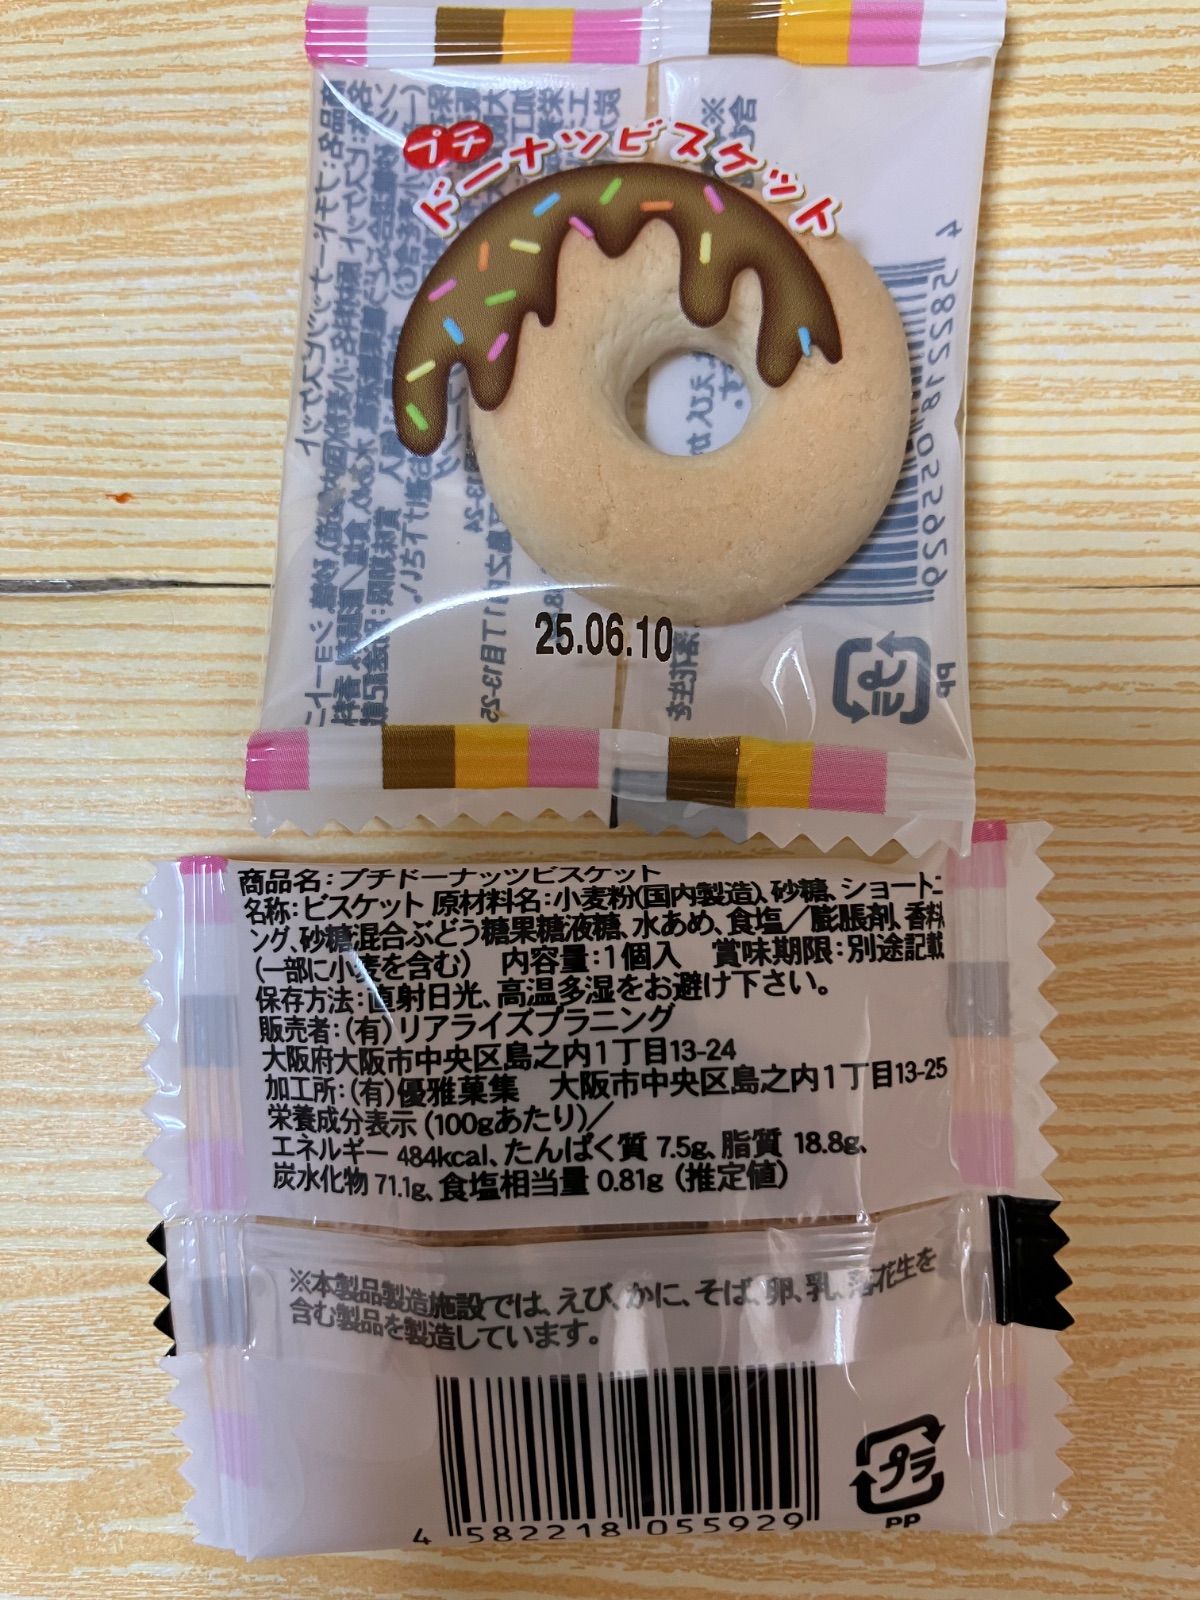 プチ
ドーナツビスケット
25.06.10
商品名:プチドーナッツビスケット
名称:ビスケット 原材料名:小麦粉(国内製造)、砂糖、ショートニ
ング、砂糖混合ぶどう糖果糖液糖、水あめ、食塩/膨脹剤、香料
(一部に小麦を含む) 内容量:1個入 賞味期限:別途記載
保存方法:直射日光、高温多湿をお避け下さい。
販売者:(有)リアライズプラニング
大阪府大阪市中央区島之内1丁目13-24
加工所:(有)優雅菓集 大阪市中央区島之内1丁目13-25
栄養成分表示(100gあたり)/
エネルギー 484kcal、たんぱく質 7.5g、脂質 18.8g、
炭水化物 71.1g、食塩相当量 0.81g (推定値)
※本製品製造施設では、えび、かに、そば、卵、乳、落花生を
含む製品を製造しています。
4 582218 055929
プラ
PP